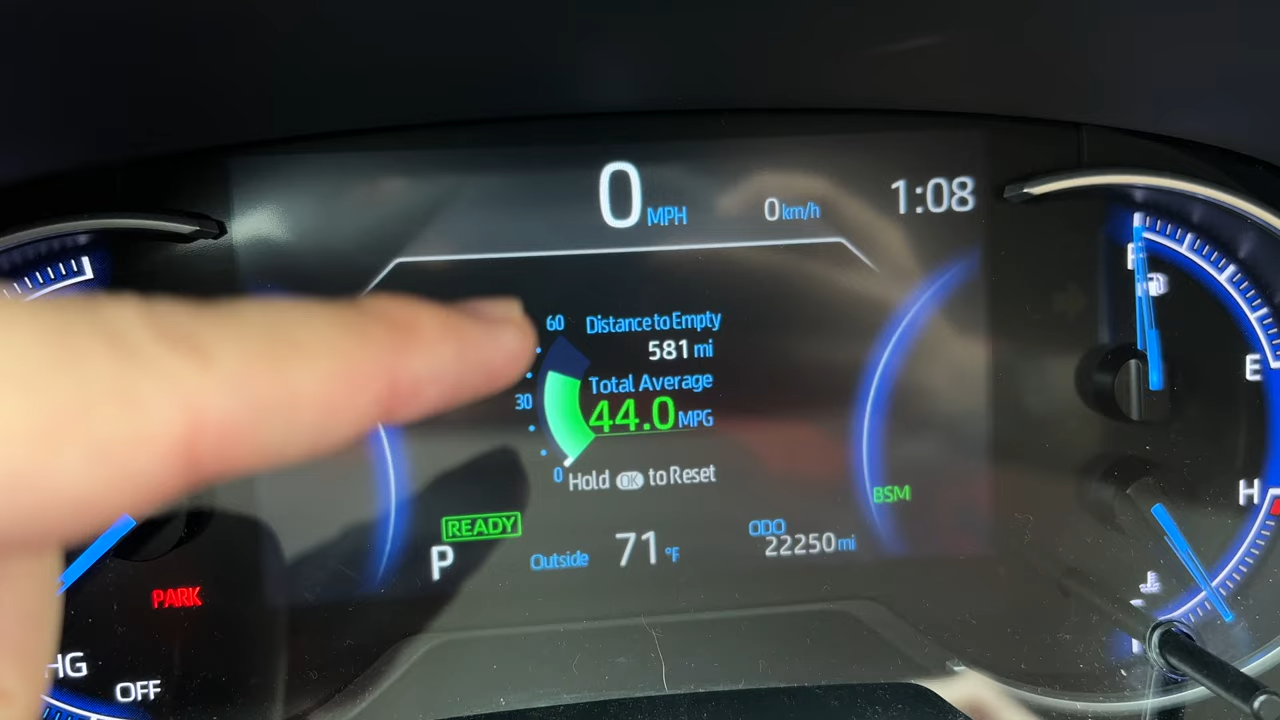 0 MPH 0 km/h 1:08
60 Distance to Empty
581 mi
Total Average
30 44.0 MPG
0 Hold OK to Reset
READY
P Outside 71 °F
ODO
22250 mi
BSM
PARK
HG
OFF
F
E
H